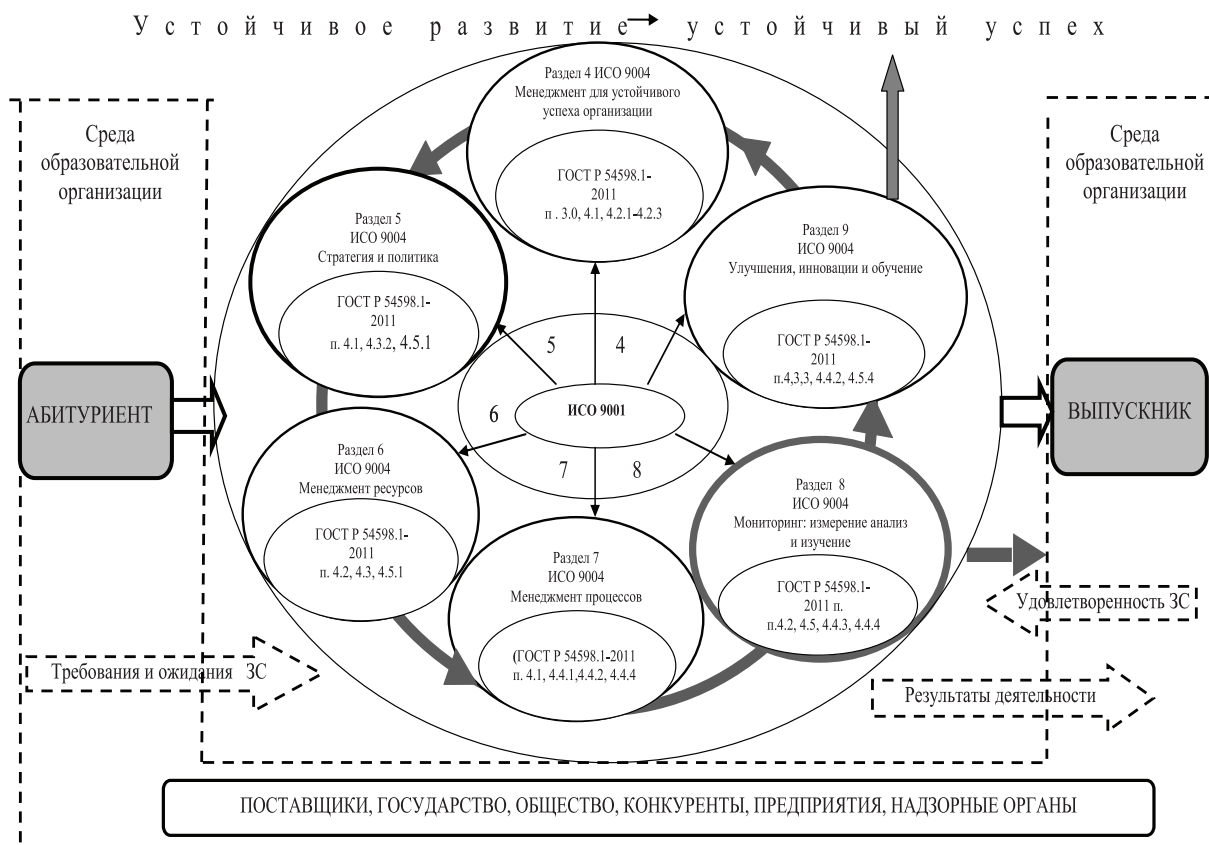 Устойчивое развитие → устойчивый успех
Среда
образовательной
организации
Раздел 4 ИСО 9004
Менеджмент для устойчивого
успеха организации
ГОСТ Р 54598.1-
2011
п . 3.0, 4.1, 4.2.1-4.2.3
Среда
образовательной
организации
Раздел 5
ИСО 9004
Стратегия и политика
ГОСТ Р 54598.1-
2011
п. 4.1, 4.3.2, 4.5.1
Раздел 9
ИСО 9004
Улучшения, инновации и обучение
ГОСТ Р 54598.1-
2011
п.4,3,3, 4.4.2, 4.5.4
5
4
6
7
8
ИСО 9001
АБИТУРИЕНТ
ВЫПУСКНИК
Раздел 6
ИСО 9004
Менеджмент ресурсов
ГОСТ Р 54598.1-
2011
п. 4.2, 4.3, 4.5.1
Раздел 7
ИСО 9004
Менеджмент процессов
(ГОСТ Р 54598.1-2011
п. 4.1, 4.4.1,4.4.2, 4.4.4
Раздел 8
ИСО 9004
Мониторинг: измерение анализ
и изучение
ГОСТ Р 54598.1-
2011 п.
п.4.2, 4.5, 4.4.3, 4.4.4
Удовлетворенность ЗС
Требования и ожидания ЗС
Результаты деятельности
ПОСТАВЩИКИ, ГОСУДАРСТВО, ОБЩЕСТВО, КОНКУРЕНТЫ, ПРЕДПРИЯТИЯ, НАДЗОРНЫЕ ОРГАНЫ